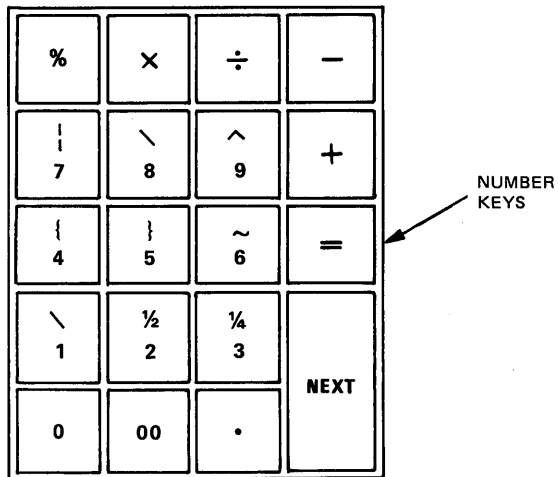 % × ÷ −
¦ \ ^
7 8 9 +
NUMBER
KEYS
{ } ~
4 5 6 =
\ ½ ¼
1 2 3
NEXT
0 00 .